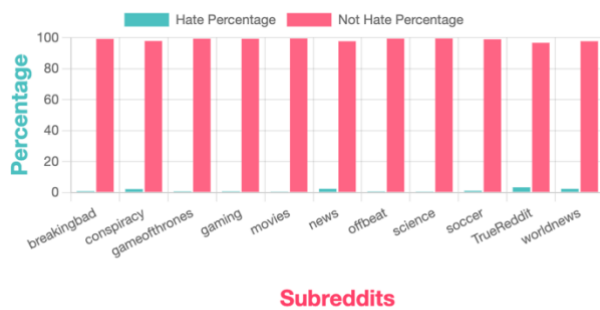 Hate Percentage Not Hate Percentage
Percentage
100
80
60
40
20
0
breakingbad conspiracy gameofthrones gaming movies news offbeat science soccer TrueReddit worldnews
Subreddits